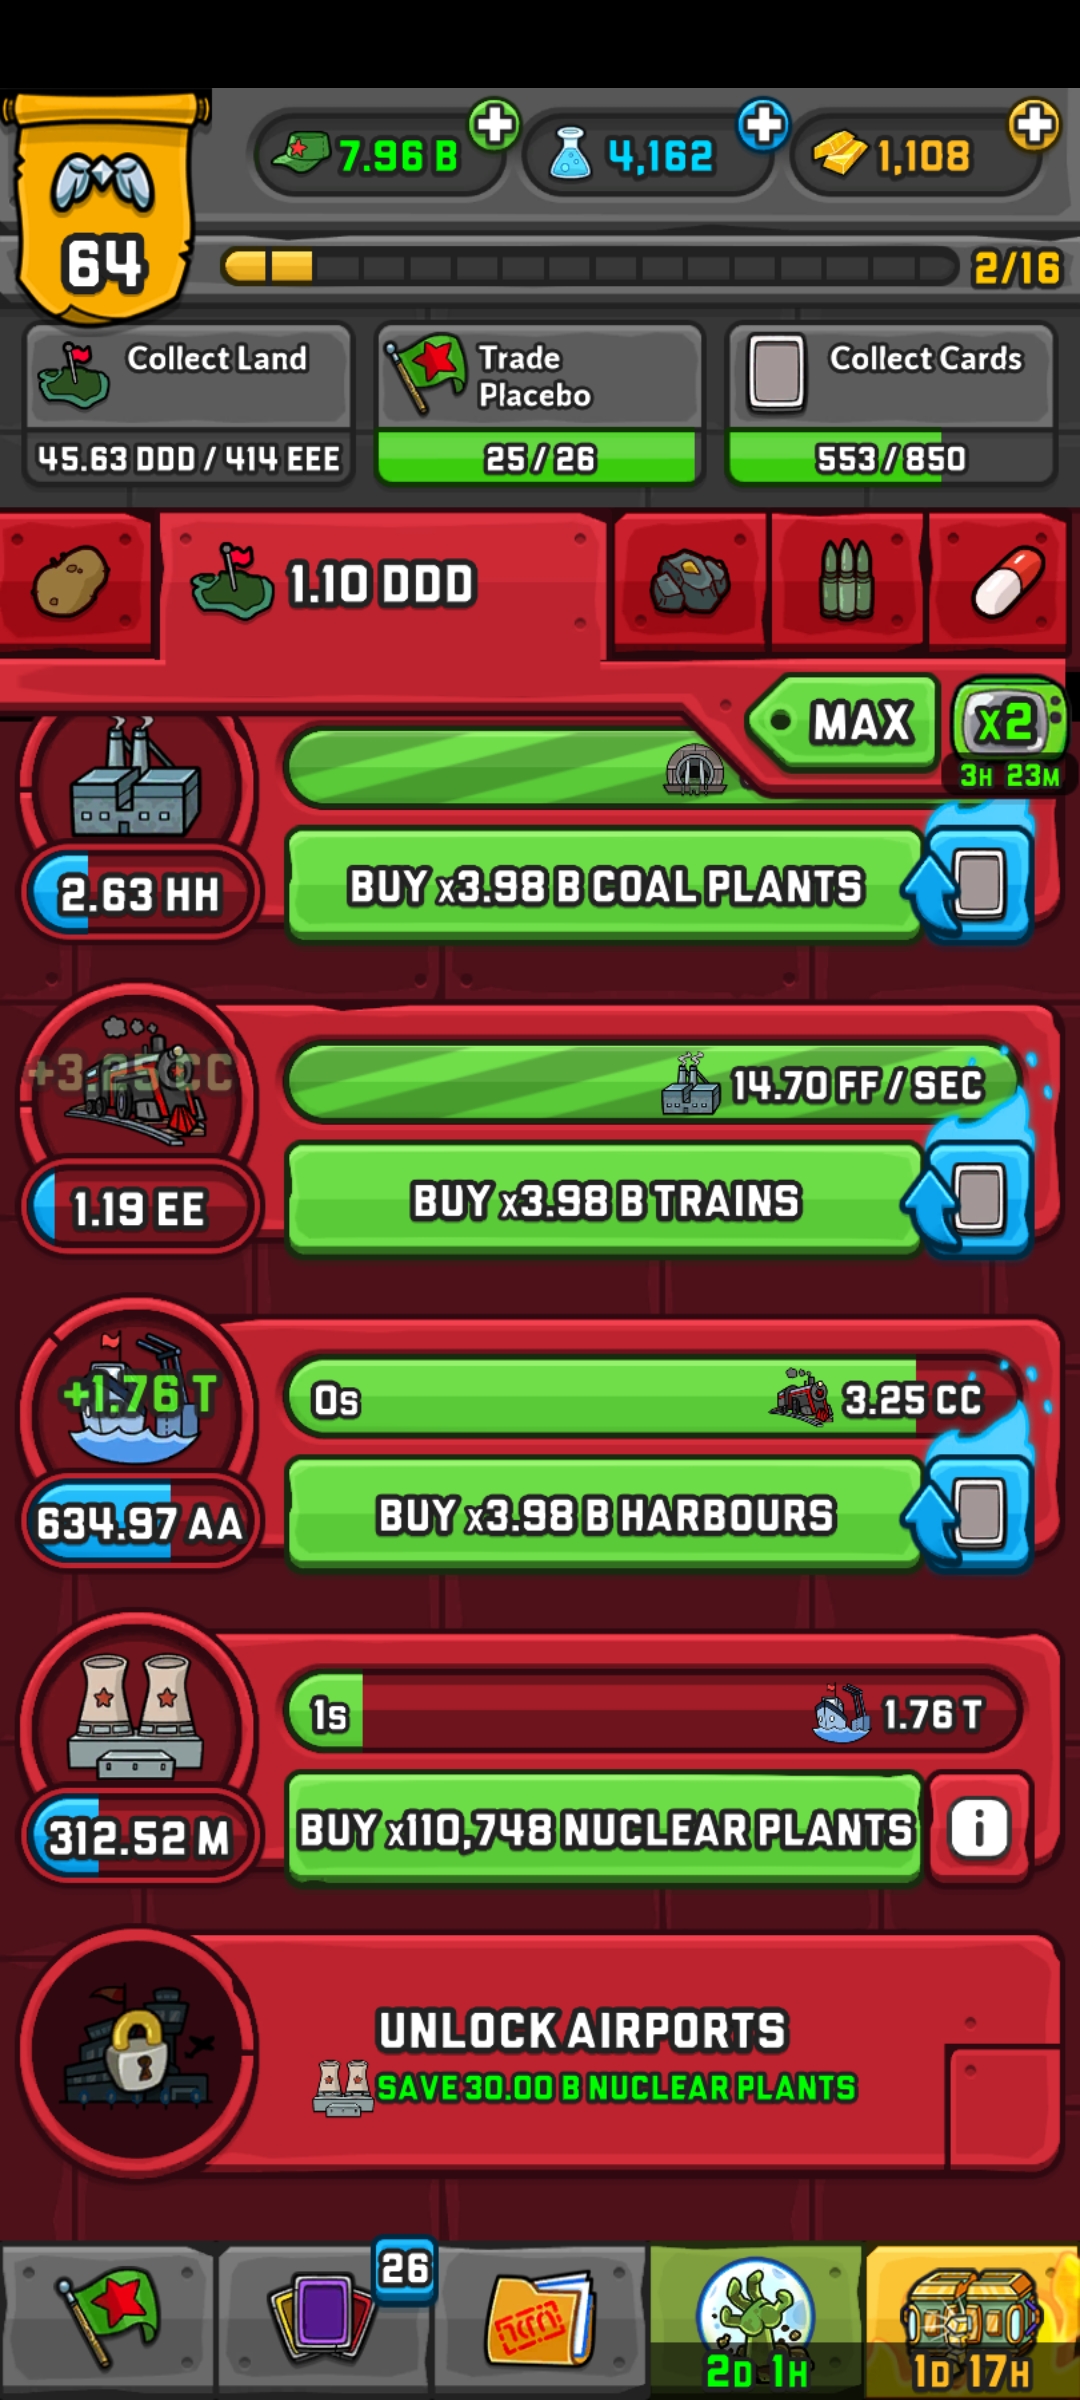 7.96 B
4,162
1,108
64
2/16
Collect Land
45.63 DDD / 414 EEE
Trade
Placebo
25 / 26
Collect Cards
553 / 850
1.10 DDD
MAX
x2
3H 23M
2.63 HH
BUY x3.98 B COAL PLANTS
+3.25 CC
14.70 FF / SEC
1.19 EE
BUY x3.98 B TRAINS
+1.76 T
0s
3.25 CC
634.97 AA
BUY x3.98 B HARBOURS
1s
1.76 T
312.52 M
BUY x110,748 NUCLEAR PLANTS
i
UNLOCK AIRPORTS
SAVE 30.00 B NUCLEAR PLANTS
26
2D 1H
1D 17H